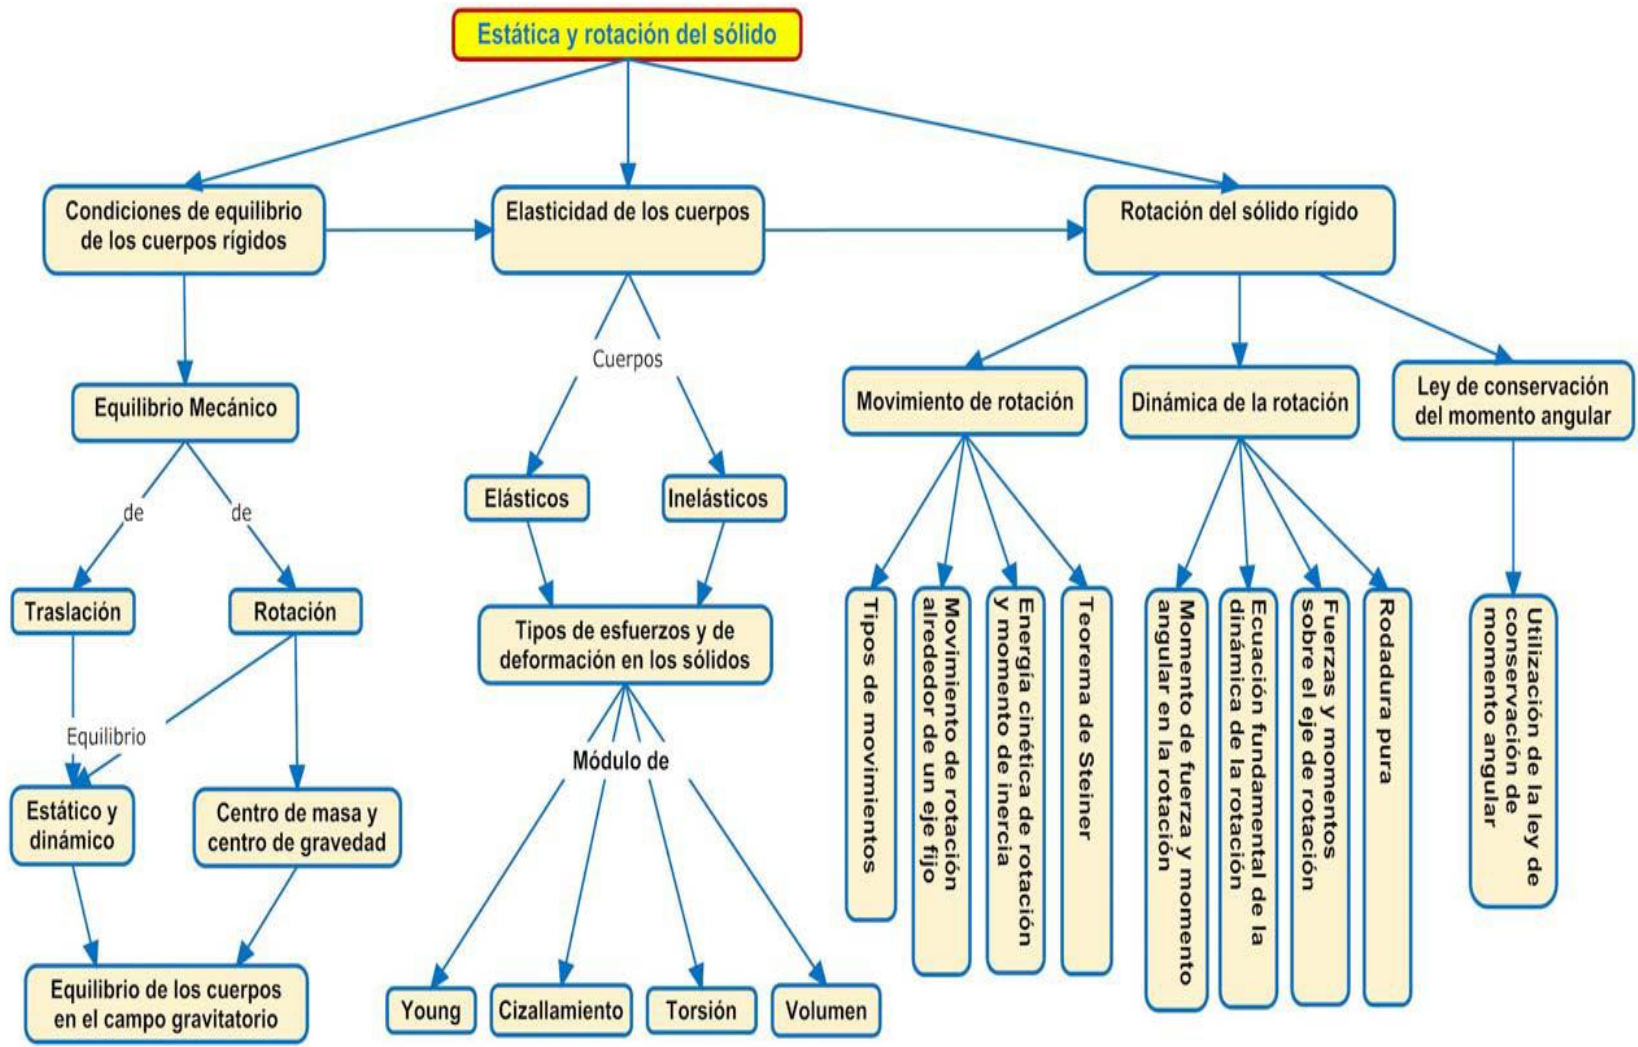 Estática y rotación del sólido
Condiciones de equilibrio
de los cuerpos rígidos
Elasticidad de los cuerpos
Rotación del sólido rígido
Cuerpos
Equilibrio Mecánico
Movimiento de rotación
Dinámica de la rotación
Ley de conservación
del momento angular
de
de
Elásticos
Inelásticos
Traslación
Rotación
Tipos de esfuerzos y de
deformación en los sólidos
Tipos de movimientos
Movimiento de rotación
alrededor de un eje fijo
Energía cinética de rotación
y momento de inercia
Teorema de Steiner
Momento de fuerza y momento
angular en la rotación
Ecuación fundamental de la
dinámica de la rotación
Fuerzas y momentos
sobre el eje de rotación
Rodadura pura
Utilización de la ley de
conservación de
momento angular
Equilibrio
Módulo de
Estático y
dinámico
Centro de masa y
centro de gravedad
Equilibrio de los cuerpos
en el campo gravitatorio
Young
Cizallamiento
Torsión
Volumen